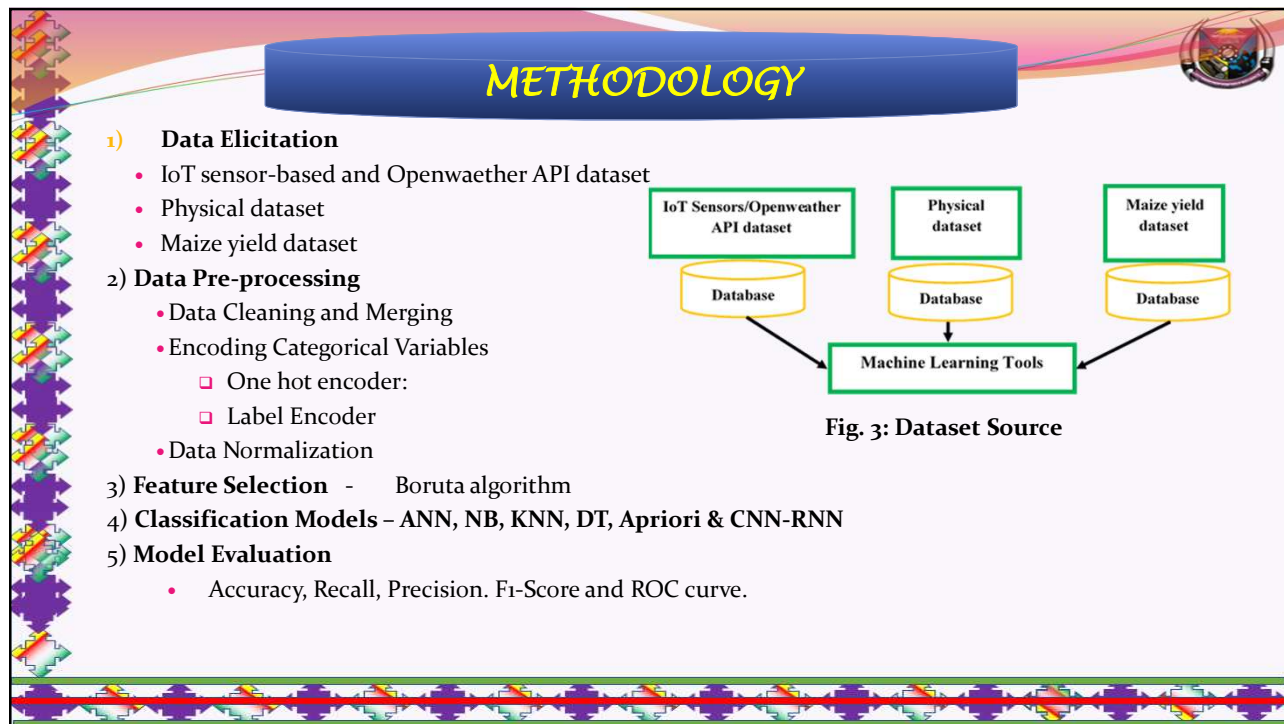 METHODOLOGY
1) Data Elicitation
• IoT sensor-based and Openwaether API dataset
• Physical dataset
• Maize yield dataset
2) Data Pre-processing
• Data Cleaning and Merging
• Encoding Categorical Variables
❑ One hot encoder:
❑ Label Encoder
• Data Normalization
3) Feature Selection - Boruta algorithm
4) Classification Models – ANN, NB, KNN, DT, Apriori & CNN-RNN
5) Model Evaluation
• Accuracy, Recall, Precision. F1-Score and ROC curve.
IoT Sensors/Openweather
API dataset
Database
Physical
dataset
Database
Maize yield
dataset
Database
Machine Learning Tools
Fig. 3: Dataset Source